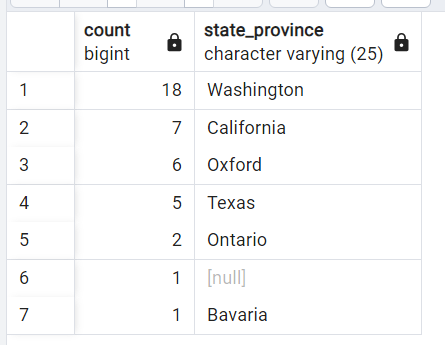 count state_province
bigint character varying (25)
1 18 Washington
2 7 California
3 6 Oxford
4 5 Texas
5 2 Ontario
6 1 [null]
7 1 Bavaria